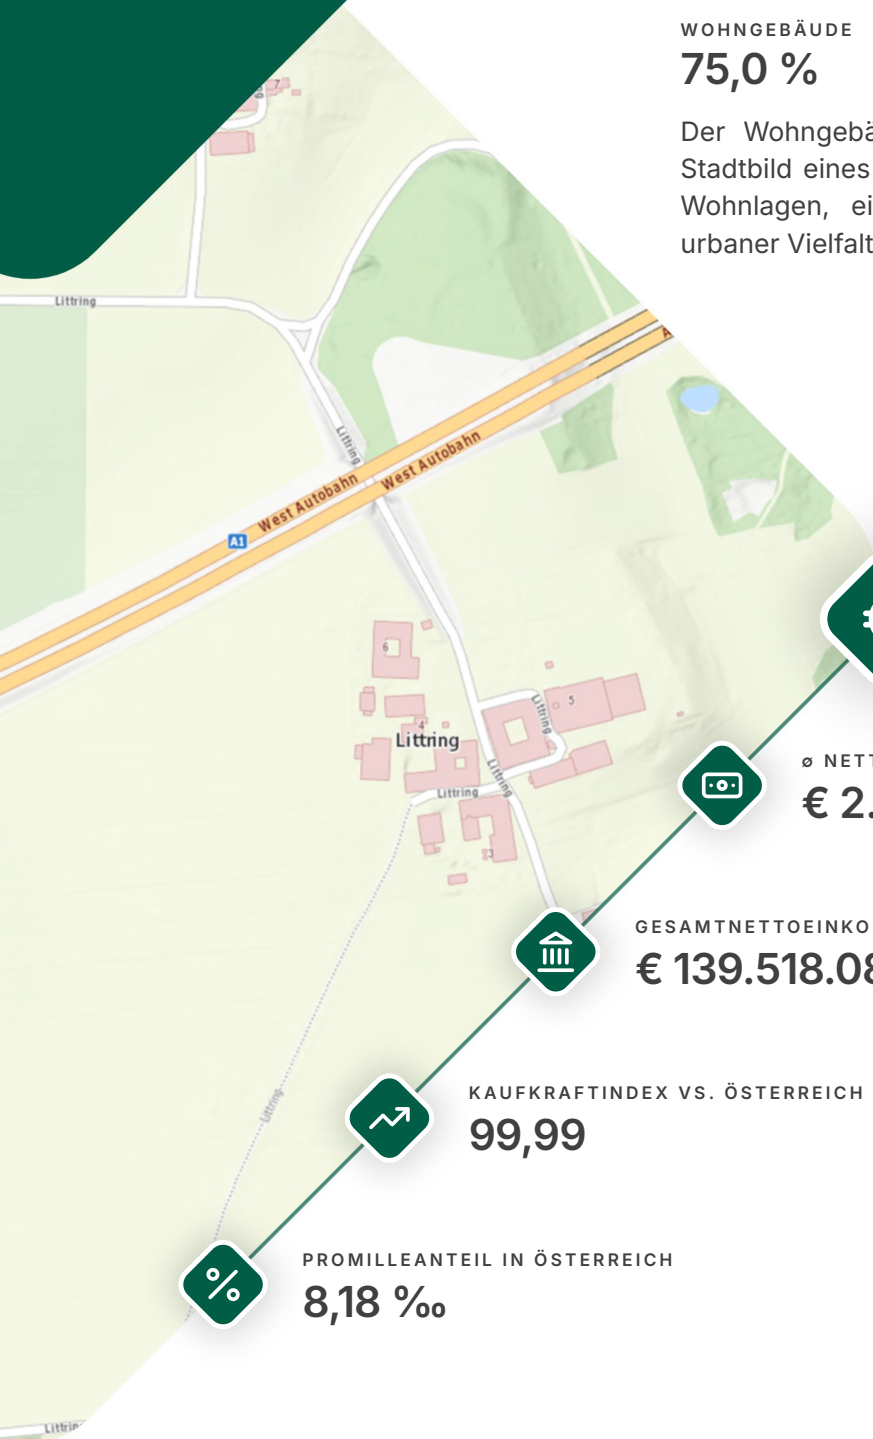 WOHNGEBÄUDE
75,0 %
Der Wohngebä
Stadtbild eines
Wohnlagen, ei
urbaner Vielfalt
7
Littring
Littring
West Autobahn
West Autobahn
A1
A
6
5
4
Littring
Littring
Littring
Littring
3
Littring
Littring
ø NETT
€ 2.
GESAMTNETTOEINKO
€ 139.518.08
KAUFKRAFTINDEX VS. ÖSTERREICH
99,99
PROMILLEANTEIL IN ÖSTERREICH
8,18 ‰